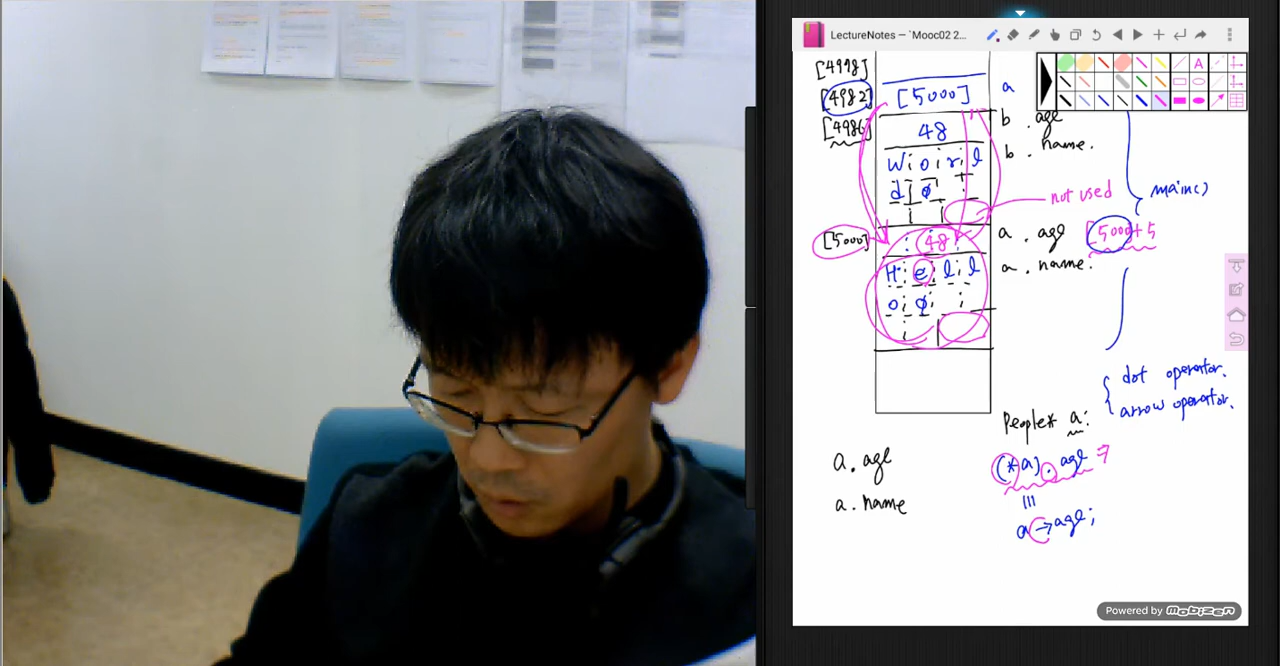 LectureNotes – `Mooc02 2...
[4978]
[4982] [5000] a
[4986] 48 b . age
W o r l b . name.
d ø
not used
main()
[5000] 48 a . age [5000+5
H e l l a . name.
o ø
dot operator.
arrow operator.
People* a:
a . age (*a) . age
a . name
a → age;
Powered by mobizen